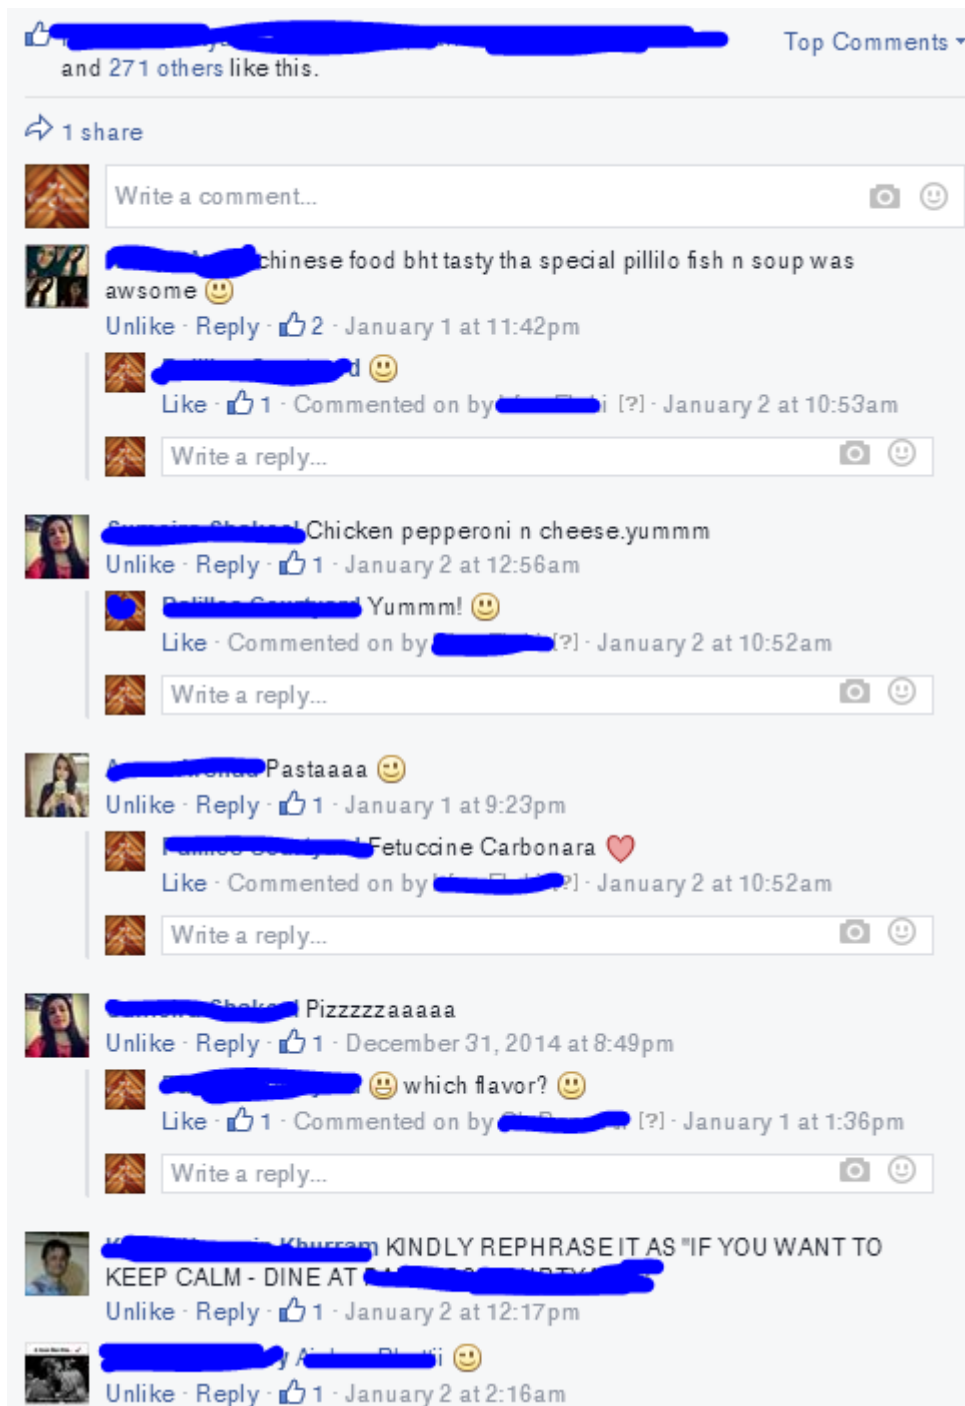 Top Comments
and 271 others like this.
1 share
Write a comment...
chinese food bht tasty tha special pillilo fish n soup was
awsome
Unlike · Reply · 2 · January 1 at 11:42pm
Like · 1 · Commented on by [?] · January 2 at 10:53am
Write a reply...
Chicken pepperoni n cheese.yummm
Unlike · Reply · 1 · January 2 at 12:56am
Yummm!
Like · Commented on by [?] · January 2 at 10:52am
Write a reply...
Pastaaaa
Unlike · Reply · 1 · January 1 at 9:23pm
Fetuccine Carbonara
Like · Commented on by [?] · January 2 at 10:52am
Write a reply...
Pizzzzzaaaaa
Unlike · Reply · 1 · December 31, 2014 at 8:49pm
which flavor?
Like · 1 · Commented on by [?] · January 1 at 1:36pm
Write a reply...
KINDLY REPHRASE IT AS "IF YOU WANT TO
KEEP CALM - DINE AT
Unlike · Reply · 1 · January 2 at 12:17pm
Unlike · Reply · 1 · January 2 at 2:16am